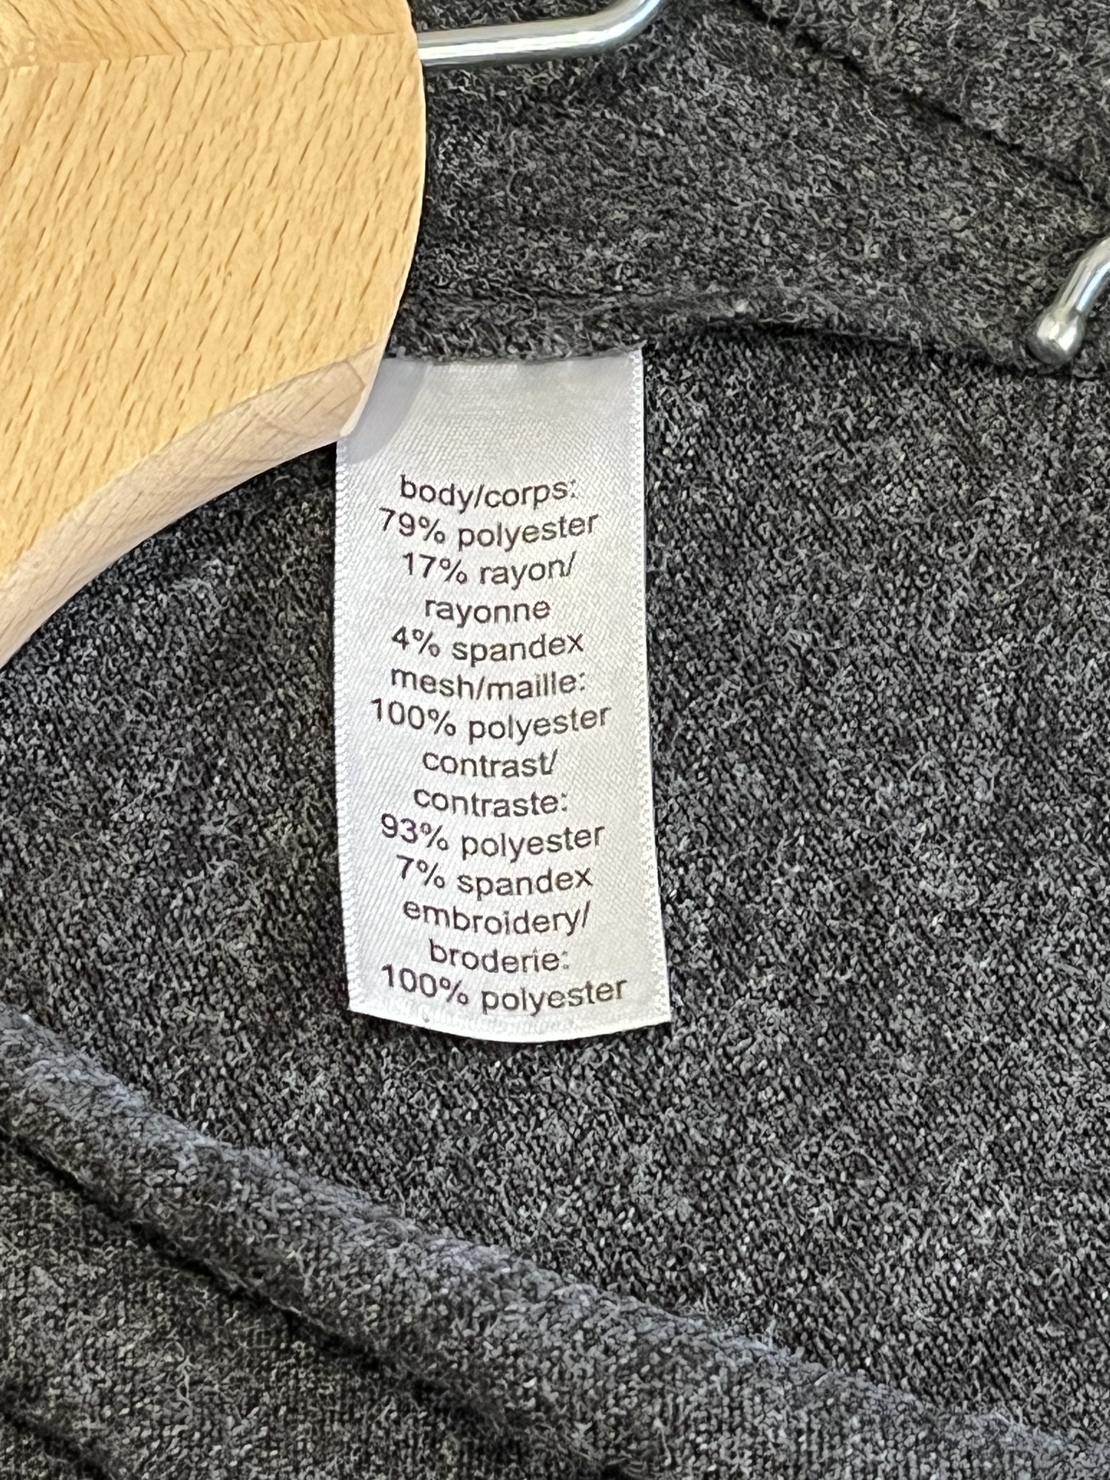 body/corps:
79% polyester
17% rayon/
rayonne
4% spandex
mesh/maille:
100% polyester
contrast/
contraste:
93% polyester
7% spandex
embroidery/
broderie:
100% polyester